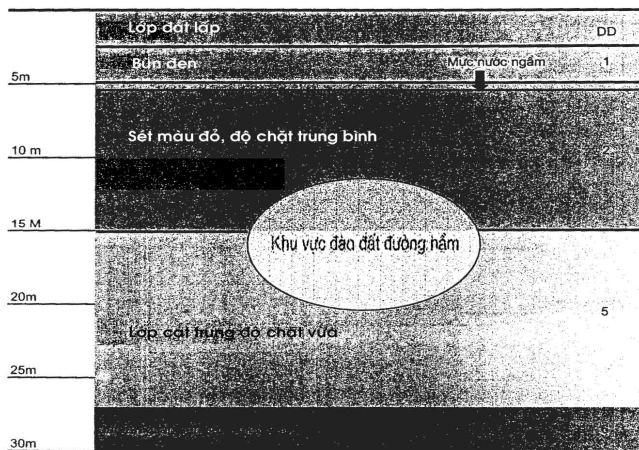 Lớp đất lấp
DD
Bùn đen
Mực nước ngầm
1
5m
Sét màu đỏ, độ chặt trung bình
2
10 m
15 M
Khu vực đào đất đường hầm
20m
5
Lớp cát trung độ chặt vừa
25m
30m